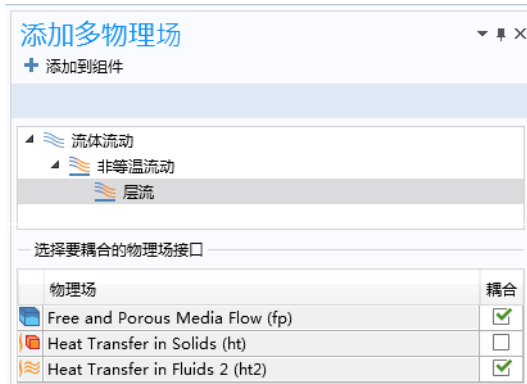 添加多物理场
添加到组件
流体流动
非等温流动
层流
选择要耦合的物理场接口
物理场 耦合
Free and Porous Media Flow (fp)
Heat Transfer in Solids (ht)
Heat Transfer in Fluids 2 (ht2)